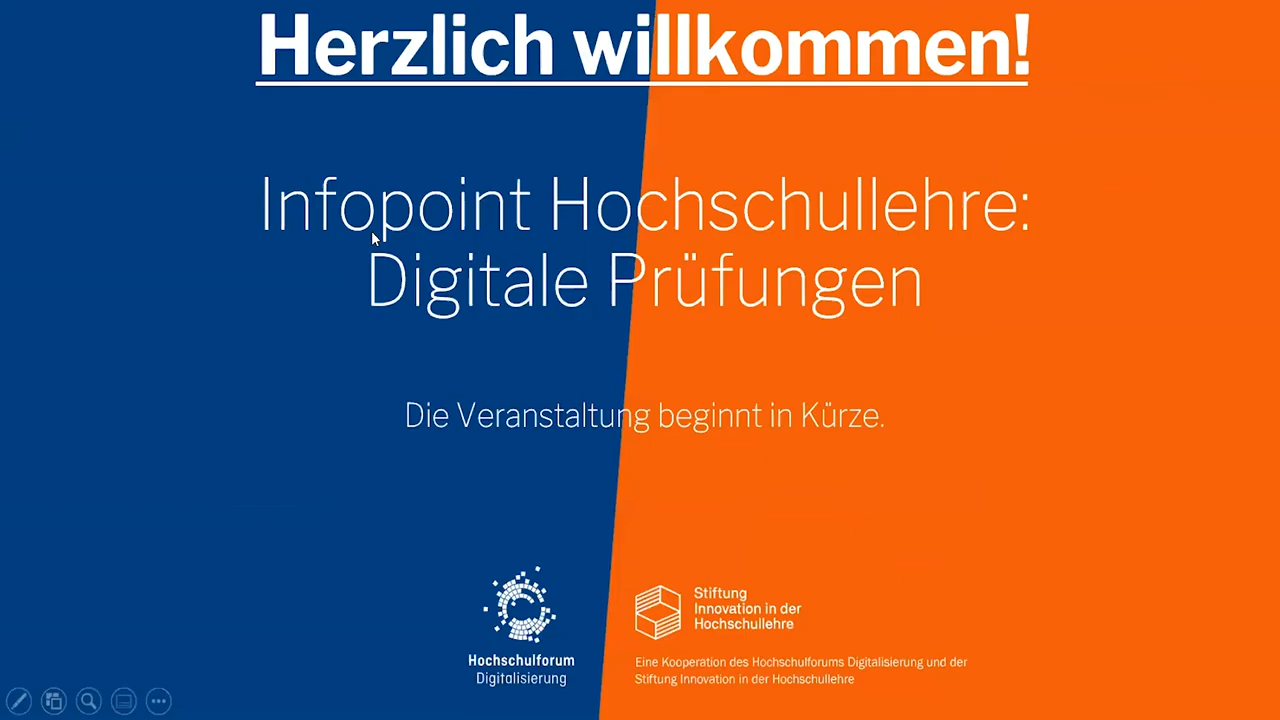 Herzlich willkommen!
Infopoint Hochschullehre:
Digitale Prüfungen
Die Veranstaltung beginnt in Kürze.
Hochschulforum
Digitalisierung
Stiftung
Innovation in der
Hochschullehre
Eine Kooperation des Hochschulforums Digitalisierung und der
Stiftung Innovation in der Hochschullehre